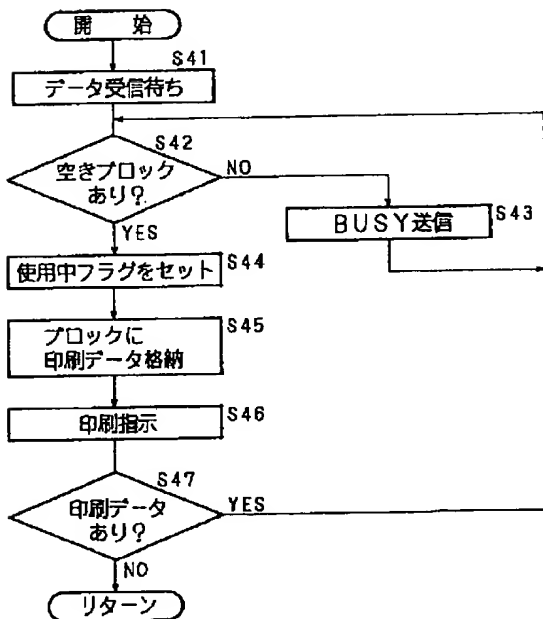 開 始
S41
データ受信待ち
S42
空きブロック
あり?
NO
YES
BUSY送信
S43
使用中フラグをセット
S44
ブロックに
印刷データ格納
S45
印刷指示
S46
S47
印刷データ
あり?
YES
NO
リターン